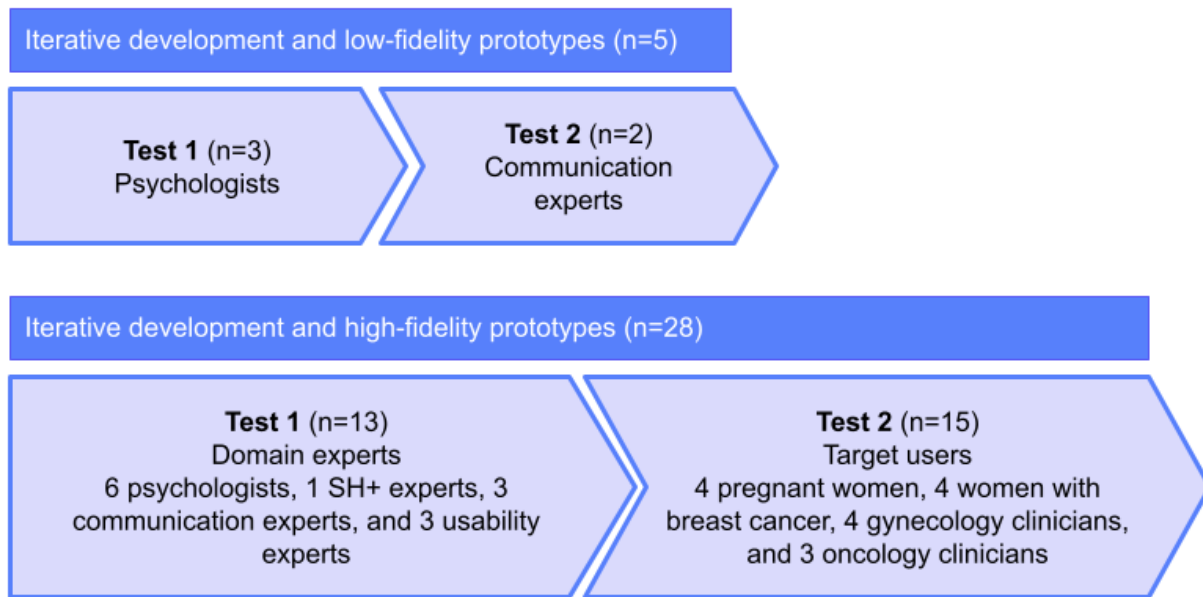 Iterative development and low-fidelity prototypes (n=5)
Test 1 (n=3)
Psychologists
Test 2 (n=2)
Communication
experts
Iterative development and high-fidelity prototypes (n=28)
Test 1 (n=13)
Domain experts
6 psychologists, 1 SH+ experts, 3
communication experts, and 3 usability
experts
Test 2 (n=15)
Target users
4 pregnant women, 4 women with
breast cancer, 4 gynecology clinicians,
and 3 oncology clinicians